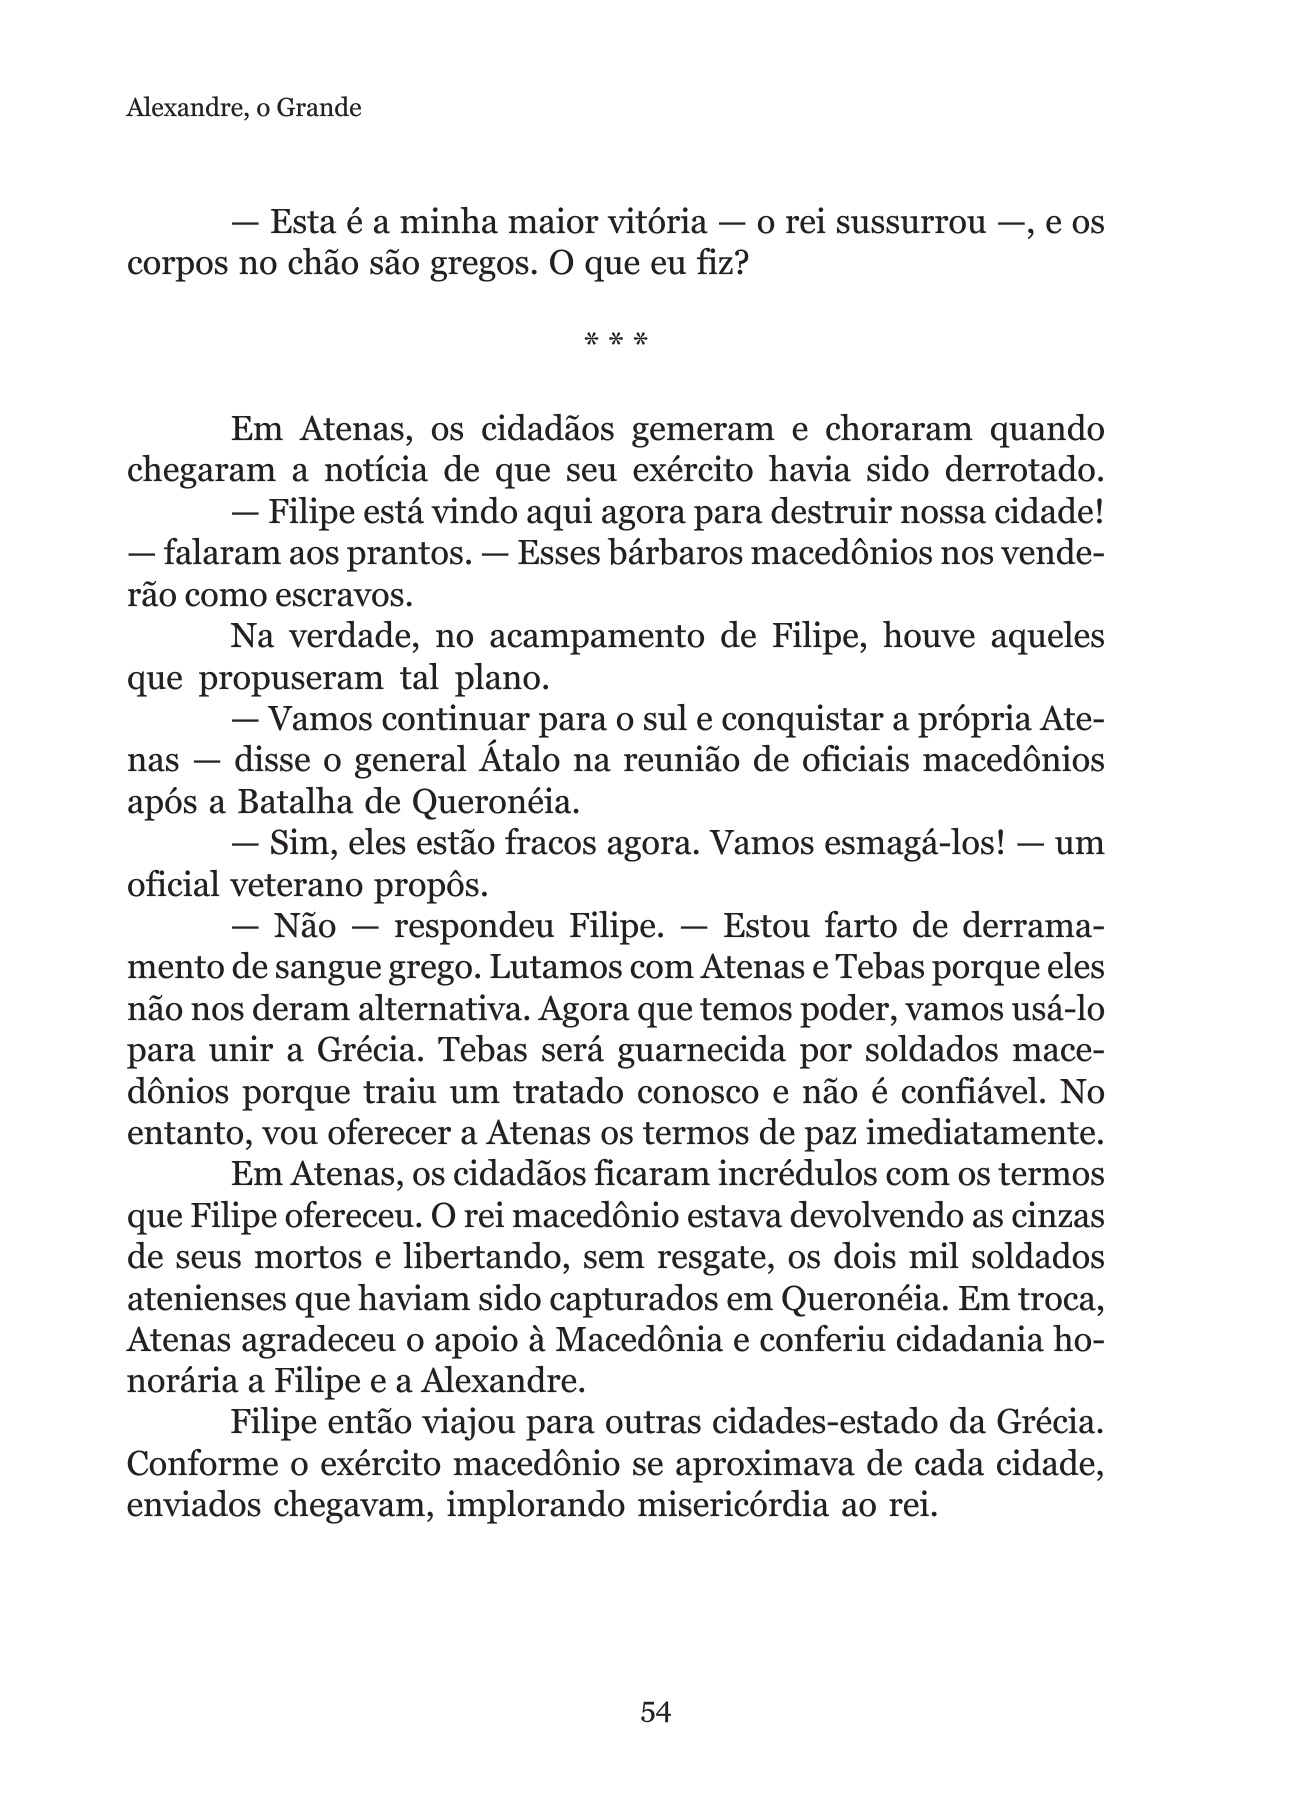 Alexandre, o Grande
— Esta é a minha maior vitória — o rei sussurrou —, e os
corpos no chão são gregos. O que eu fiz?
* * *
Em Atenas, os cidadãos gemeram e choraram quando
chegaram a notícia de que seu exército havia sido derrotado.
— Filipe está vindo aqui agora para destruir nossa cidade!
— falaram aos prantos. — Esses bárbaros macedônios nos vende-
rão como escravos.
Na verdade, no acampamento de Filipe, houve aqueles
que propuseram tal plano.
— Vamos continuar para o sul e conquistar a própria Ate-
nas — disse o general Átalo na reunião de oficiais macedônios
após a Batalha de Queronéia.
— Sim, eles estão fracos agora. Vamos esmagá-los! — um
oficial veterano propôs.
— Não — respondeu Filipe. — Estou farto de derrama-
mento de sangue grego. Lutamos com Atenas e Tebas porque eles
não nos deram alternativa. Agora que temos poder, vamos usá-lo
para unir a Grécia. Tebas será guarnecida por soldados mace-
dônios porque traiu um tratado conosco e não é confiável. No
entanto, vou oferecer a Atenas os termos de paz imediatamente.
Em Atenas, os cidadãos ficaram incrédulos com os termos
que Filipe ofereceu. O rei macedônio estava devolvendo as cinzas
de seus mortos e libertando, sem resgate, os dois mil soldados
atenienses que haviam sido capturados em Queronéia. Em troca,
Atenas agradeceu o apoio à Macedônia e conferiu cidadania ho-
norária a Filipe e a Alexandre.
Filipe então viajou para outras cidades-estado da Grécia.
Conforme o exército macedônio se aproximava de cada cidade,
enviados chegavam, implorando misericórdia ao rei.
54